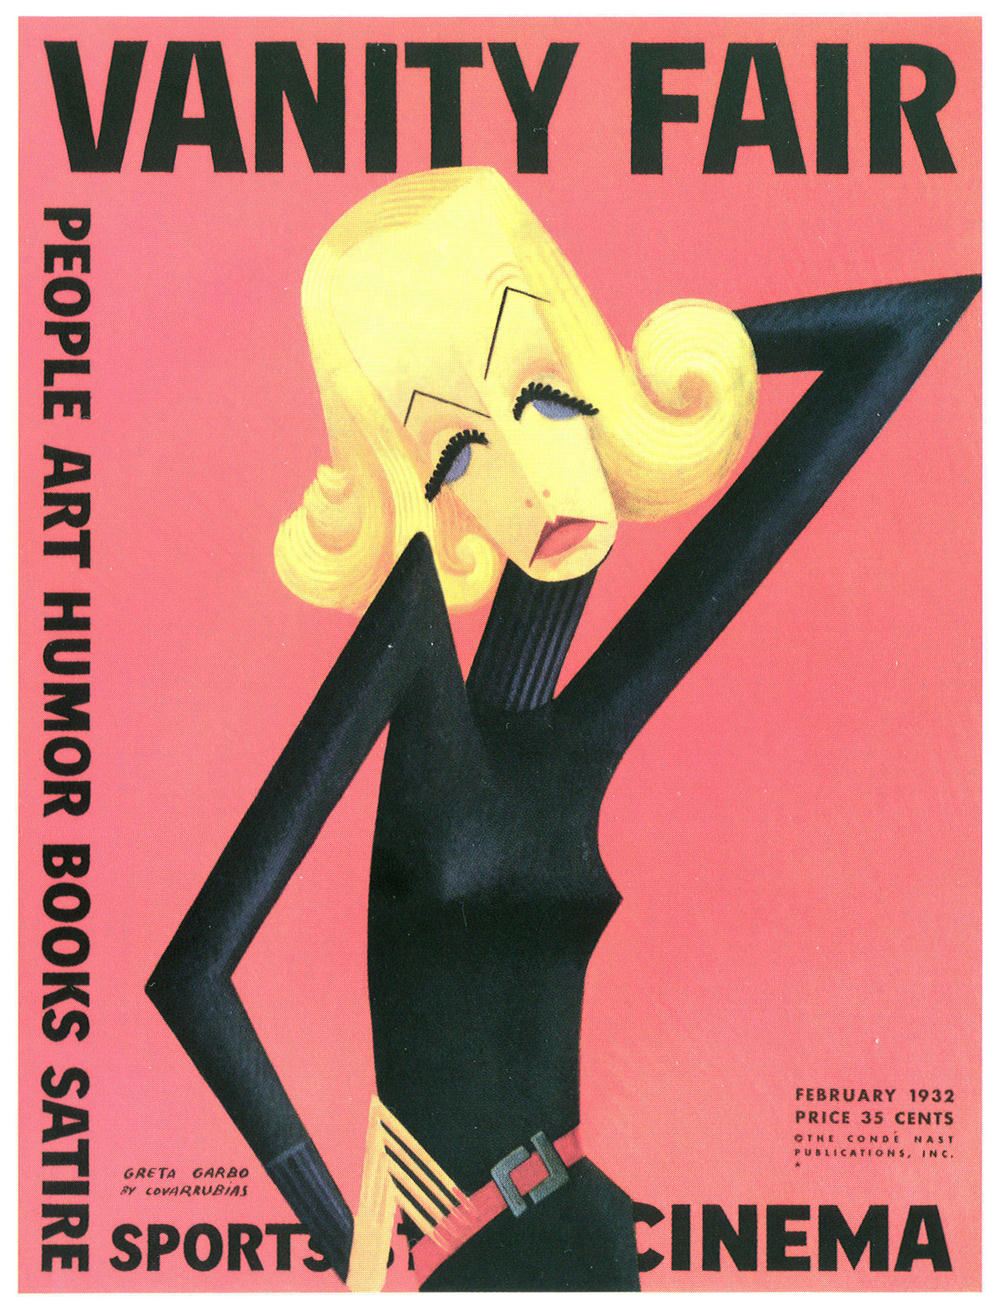 VANITY FAIR
PEOPLE ART HUMOR BOOKS SATIRE
FEBRUARY 1932
PRICE 35 CENTS
©THE CONDÉ NAST
PUBLICATIONS, INC.
*
GRETA GARBO
BY COVARRUBIAS
SPORTS CINEMA